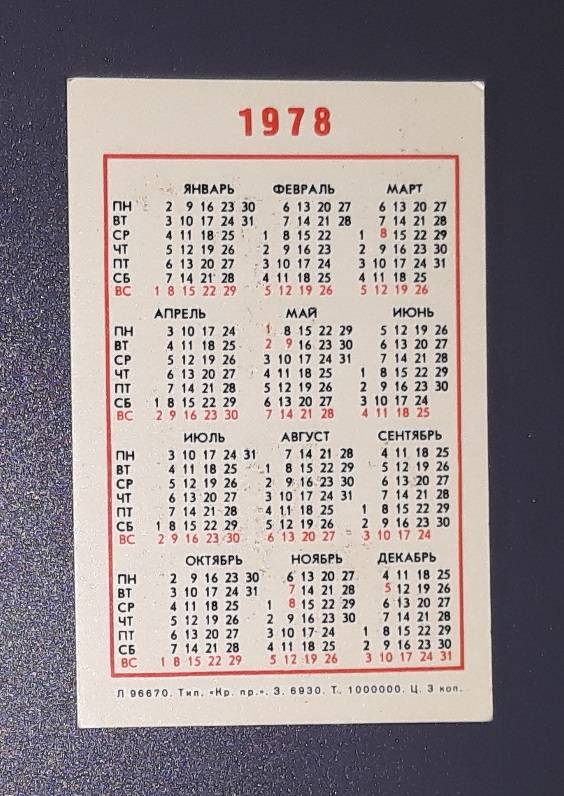 1978
ЯНВАРЬ ФЕВРАЛЬ МАРТ
ПН 2 9 16 23 30 6 13 20 27 6 13 20 27
ВТ 3 10 17 24 31 7 14 21 28 7 14 21 28
СР 4 11 18 25 1 8 15 22 1 8 15 22 29
ЧТ 5 12 19 26 2 9 16 23 2 9 16 23 30
ПТ 6 13 20 27 3 10 17 24 3 10 17 24 31
СБ 7 14 21 28 4 11 18 25 4 11 18 25
ВС 1 8 15 22 29 5 12 19 26 5 12 19 26
АПРЕЛЬ МАЙ ИЮНЬ
ПН 3 10 17 24 1 8 15 22 29 5 12 19 26
ВТ 4 11 18 25 2 9 16 23 30 6 13 20 27
СР 5 12 19 26 3 10 17 24 31 7 14 21 28
ЧТ 6 13 20 27 4 11 18 25 1 8 15 22 29
ПТ 7 14 21 28 5 12 19 26 2 9 16 23 30
СБ 1 8 15 22 29 6 13 20 27 3 10 17 24
ВС 2 9 16 23 30 7 14 21 28 4 11 18 25
ИЮЛЬ АВГУСТ СЕНТЯБРЬ
ПН 3 10 17 24 31 7 14 21 28 4 11 18 25
ВТ 4 11 18 25 1 8 15 22 29 5 12 19 26
СР 5 12 19 26 2 9 16 23 30 6 13 20 27
ЧТ 6 13 20 27 3 10 17 24 31 7 14 21 28
ПТ 7 14 21 28 4 11 18 25 1 8 15 22 29
СБ 1 8 15 22 29 5 12 19 26 2 9 16 23 30
ВС 2 9 16 23 30 6 13 20 27 3 10 17 24
ОКТЯБРЬ НОЯБРЬ ДЕКАБРЬ
ПН 2 9 16 23 30 6 13 20 27 4 11 18 25
ВТ 3 10 17 24 31 7 14 21 28 5 12 19 26
СР 4 11 18 25 1 8 15 22 29 6 13 20 27
ЧТ 5 12 19 26 2 9 16 23 30 7 14 21 28
ПТ 6 13 20 27 3 10 17 24 1 8 15 22 29
СБ 7 14 21 28 4 11 18 25 2 9 16 23 30
ВС 1 8 15 22 29 5 12 19 26 3 10 17 24 31
Л 96670. Тип. «Кр. пр.». З. 6930. Т. 1000000. Ц. 3 коп.